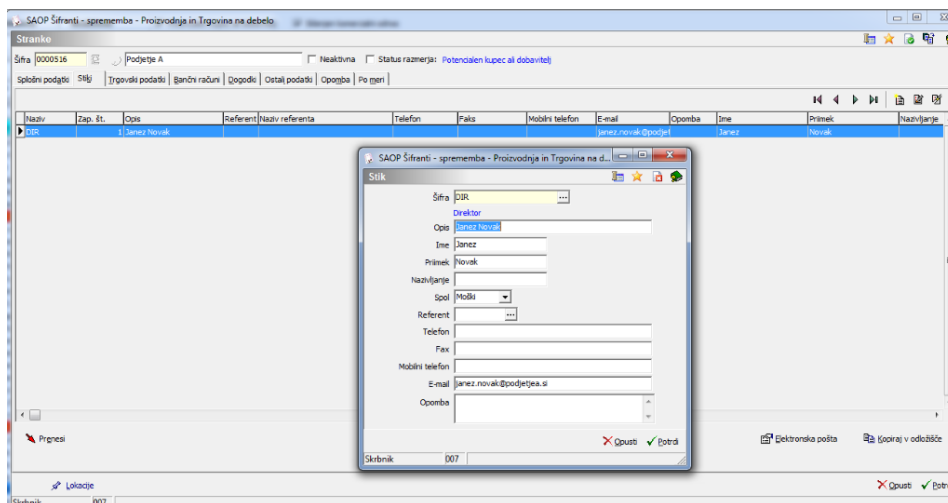 SAOP Šifranti - sprememba - Proizvodnja in Trgovina na debelo
Stranke
Šifra 0000516 Podjetje A Neaktivna Status razmerja: Potencialen kupec ali dobavitelj
Splošni podatki Stiki Trgovski podatki Bančni računi Dogodki Ostali podatki Opomba Po meri
Naziv Zap. št. Opis Referent Naziv referenta Telefon Faks Mobilni telefon E-mail Opomba Ime Priimek Nazivljanje
DIR 1 Janez Novak janez.novak@podjet Janez Novak
SAOP Šifranti - sprememba - Proizvodnja in Trgovina na d...
Stik
Šifra DIR ...
Direktor
Opis Janez Novak
Ime Janez
Priimek Novak
Nazivljanje
Spol Moški
Referent ...
Telefon
Fax
Mobilni telefon
E-mail janez.novak@podjetjea.si
Opomba
Opusti Potrdi
Skrbnik 007
Prenesi Elektronska pošta Kopiraj v odložišče
Lokacije Opusti Potr
Skrbnik 007